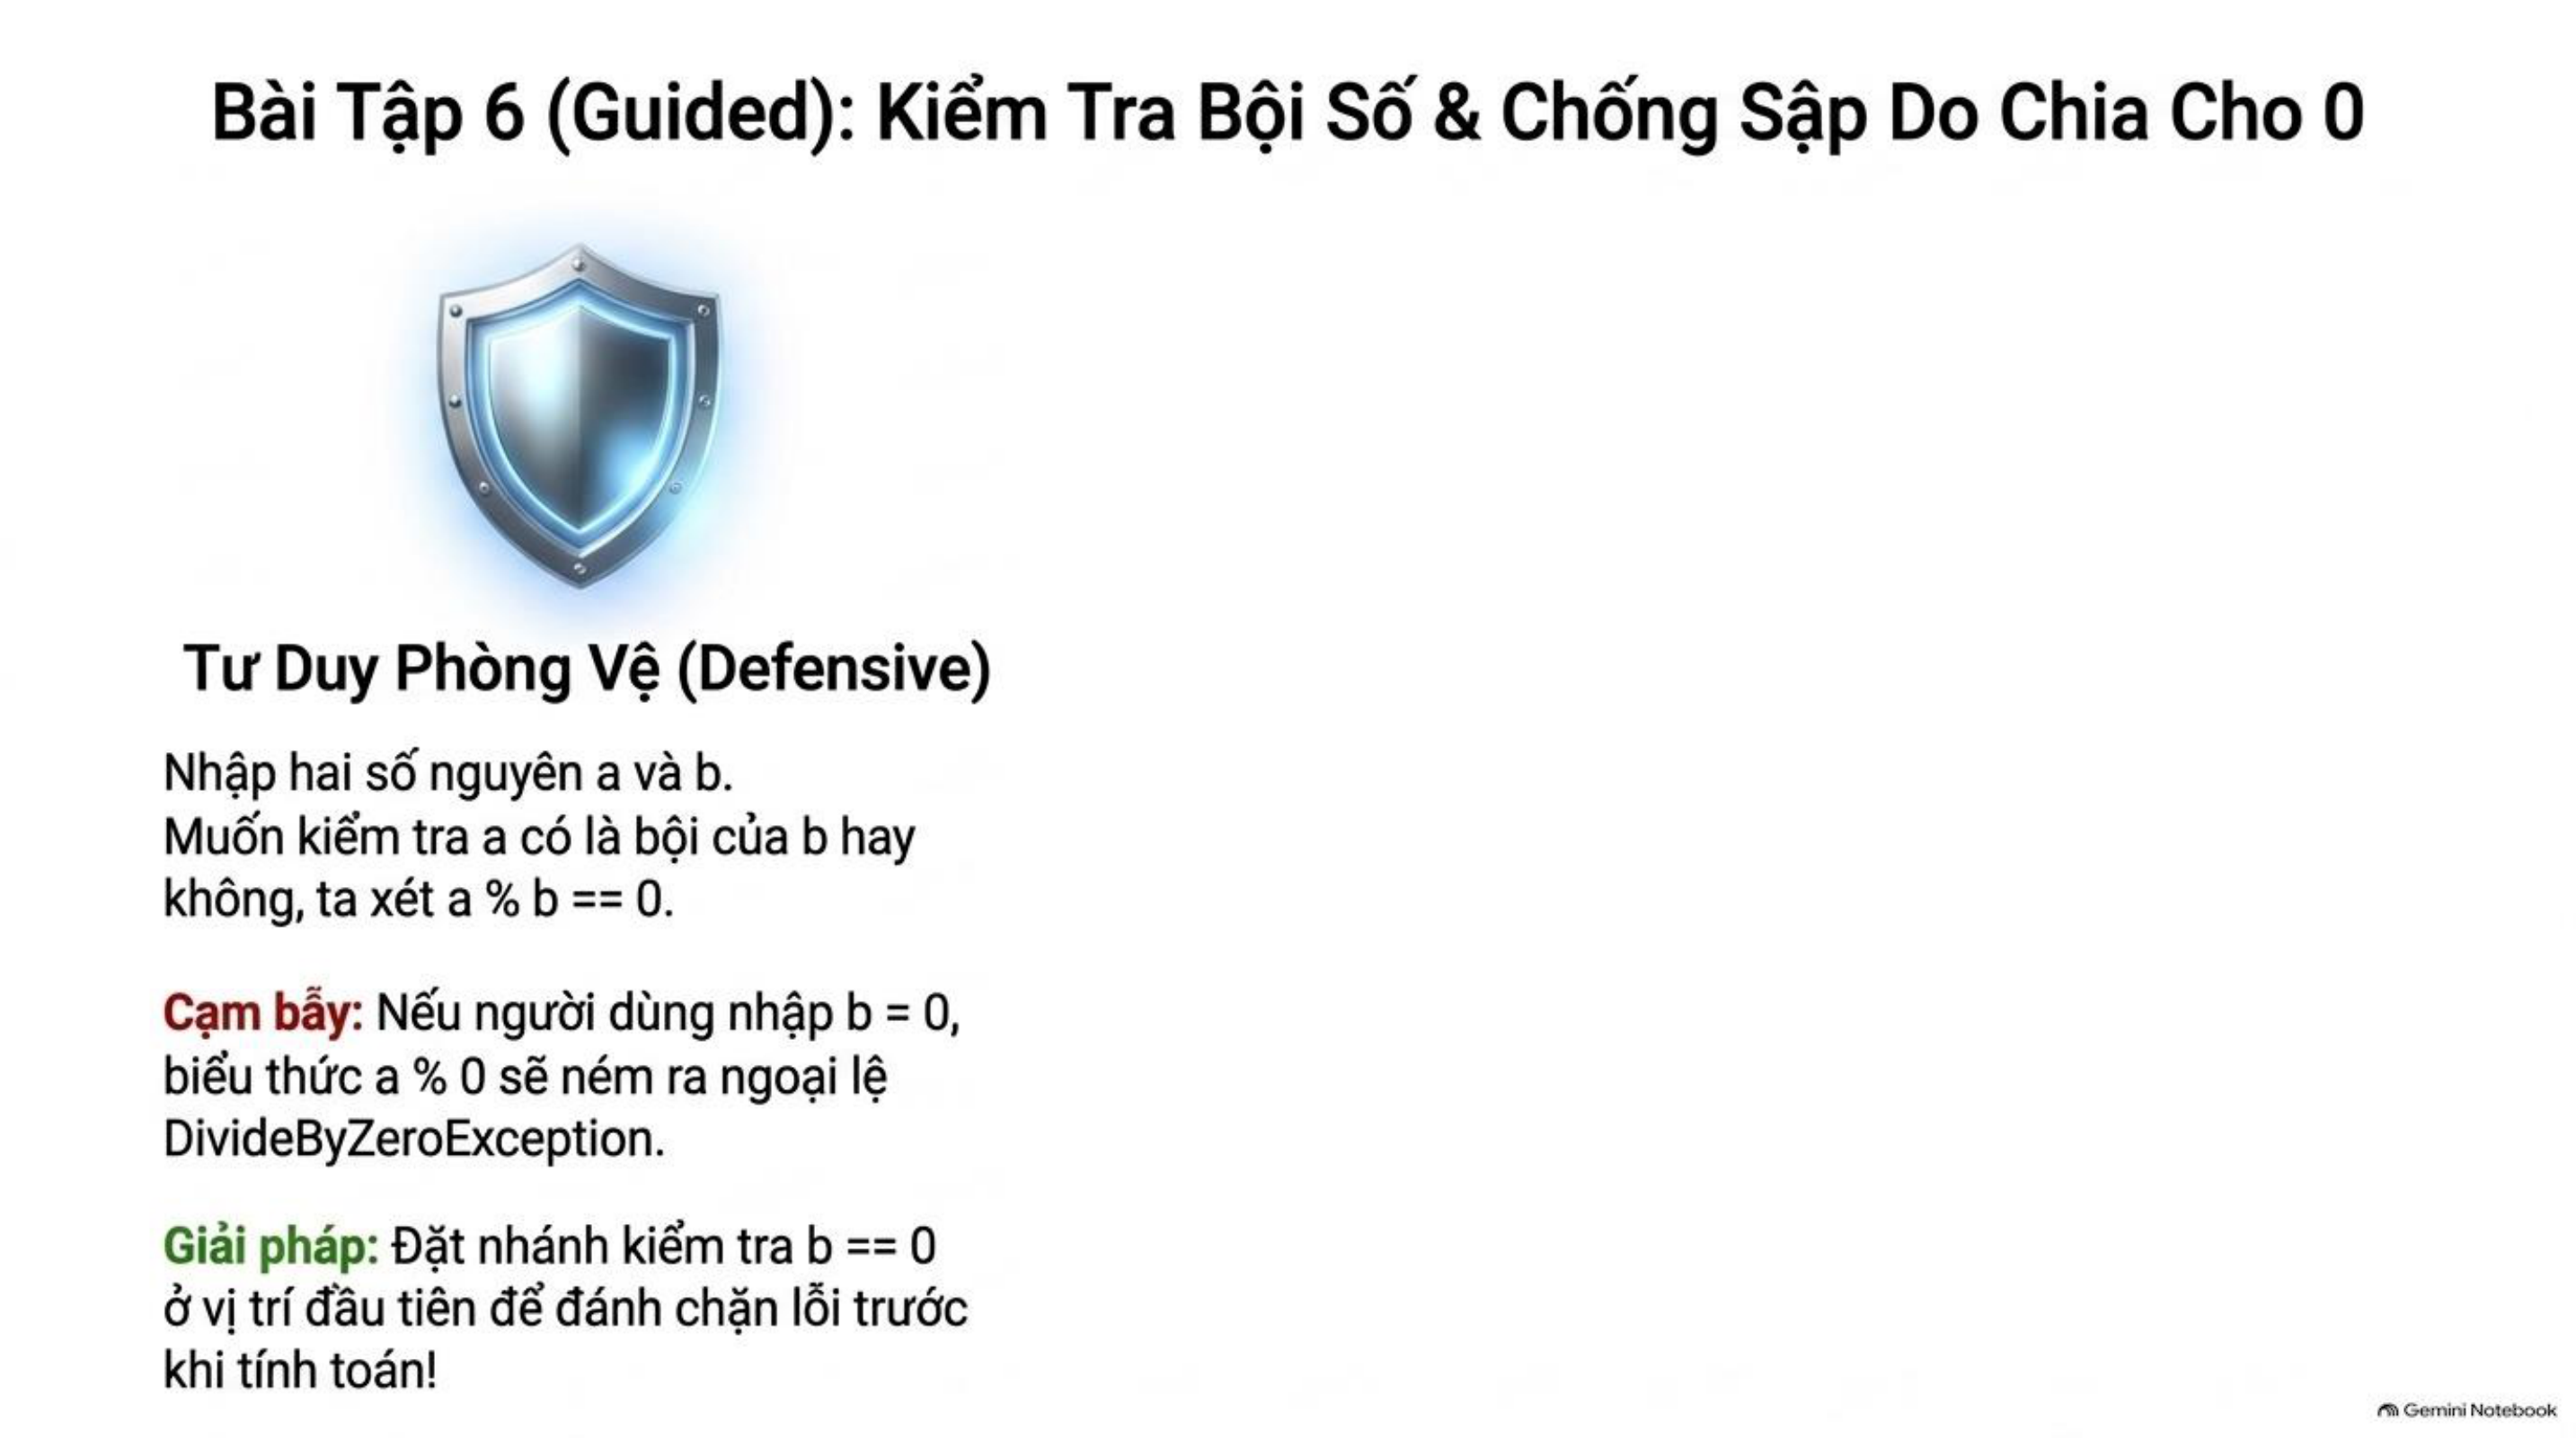 Bài Tập 6 (Guided): Kiểm Tra Bội Số & Chống Sập Do Chia Cho 0
Tư Duy Phòng Vệ (Defensive)
Nhập hai số nguyên a và b.
Muốn kiểm tra a có là bội của b hay
không, ta xét a % b == 0.
Cạm bẫy: Nếu người dùng nhập b = 0,
biểu thức a % 0 sẽ ném ra ngoại lệ
DivideByZeroException.
Giải pháp: Đặt nhánh kiểm tra b == 0
ở vị trí đầu tiên để đánh chặn lỗi trước
khi tính toán!
Gemini Notebook